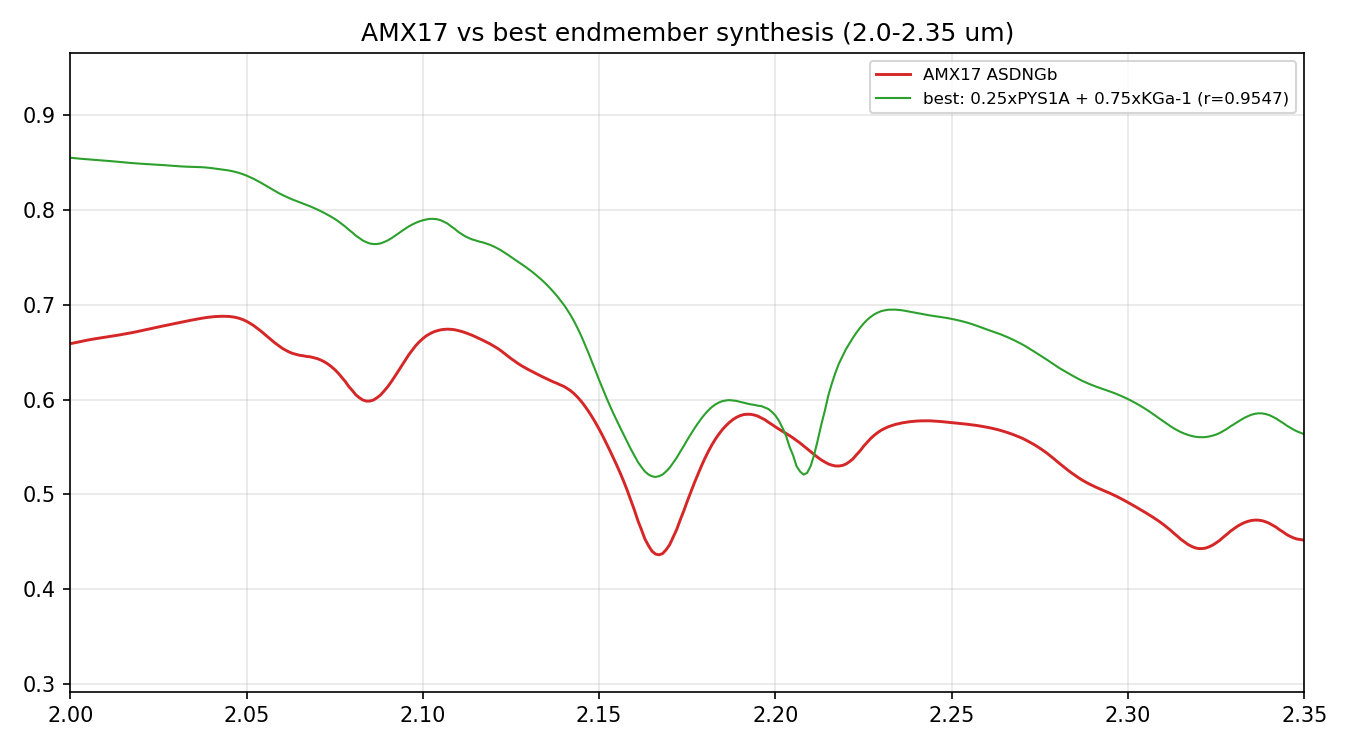 AMX17 vs best endmember synthesis (2.0-2.35 um)
AMX17 ASDNGb
best: 0.25xPYS1A + 0.75xKGa-1 (r=0.9547)
0.9
0.8
0.7
0.6
0.5
0.4
0.3
2.00 2.05 2.10 2.15 2.20 2.25 2.30 2.35